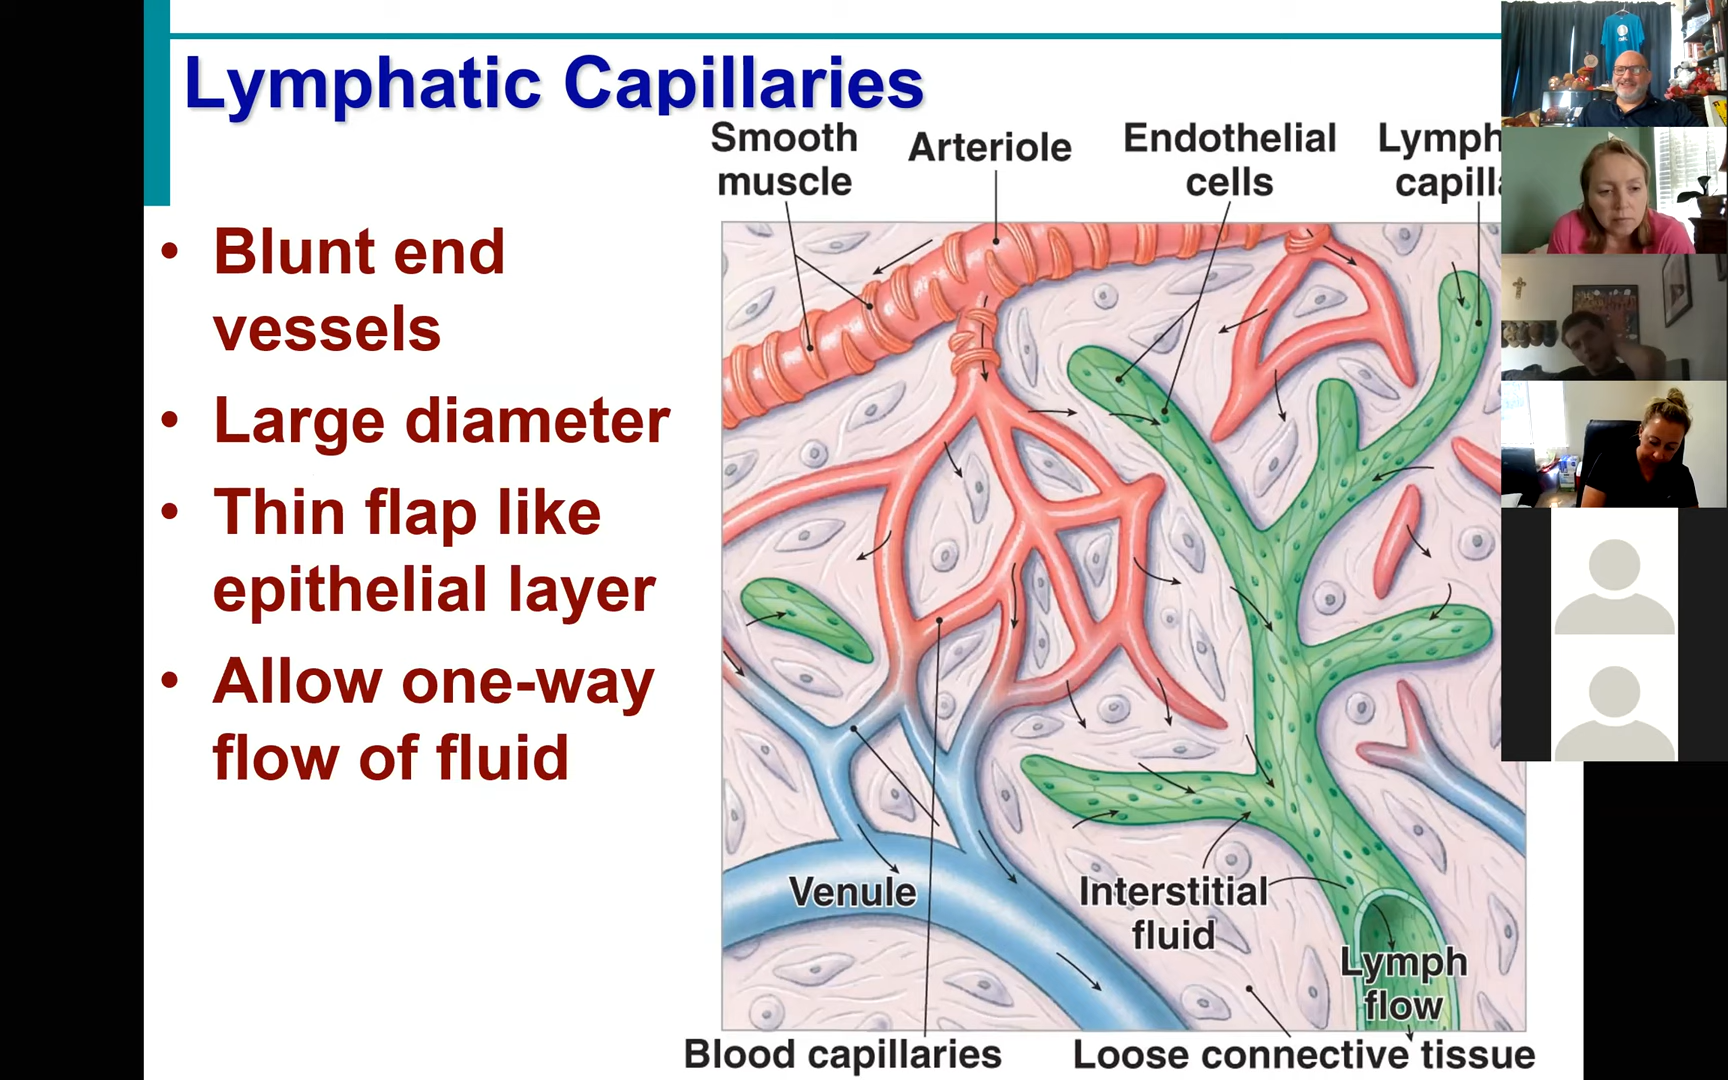 Lymphatic Capillaries
Smooth
muscle
Arteriole
Endothelial
cells
Lymph
capill
• Blunt end
vessels
• Large diameter
• Thin flap like
epithelial layer
• Allow one-way
flow of fluid
Venule
Interstitial
fluid
Lymph
flow
Blood capillaries
Loose connective tissue